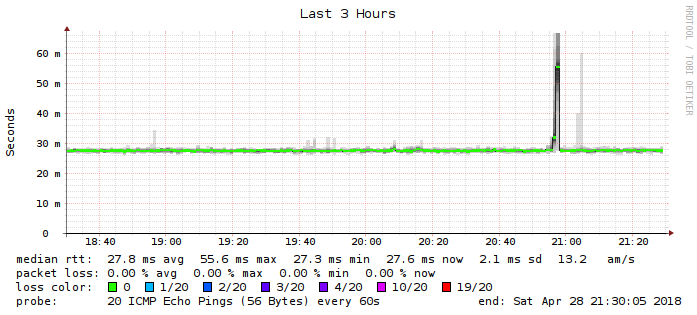 Last 3 Hours
RRDTOOL / TOBI OETIKER
Seconds
60 m
50 m
40 m
30 m
20 m
10 m
0
18:40 19:00 19:20 19:40 20:00 20:20 20:40 21:00 21:20
median rtt: 27.8 ms avg 55.6 ms max 27.3 ms min 27.6 ms now 2.1 ms sd 13.2 am/s
packet loss: 0.00 % avg 0.00 % max 0.00 % min 0.00 % now
loss color: 0 1/20 2/20 3/20 4/20 10/20 19/20
probe: 20 ICMP Echo Pings (56 Bytes) every 60s end: Sat Apr 28 21:30:05 2018